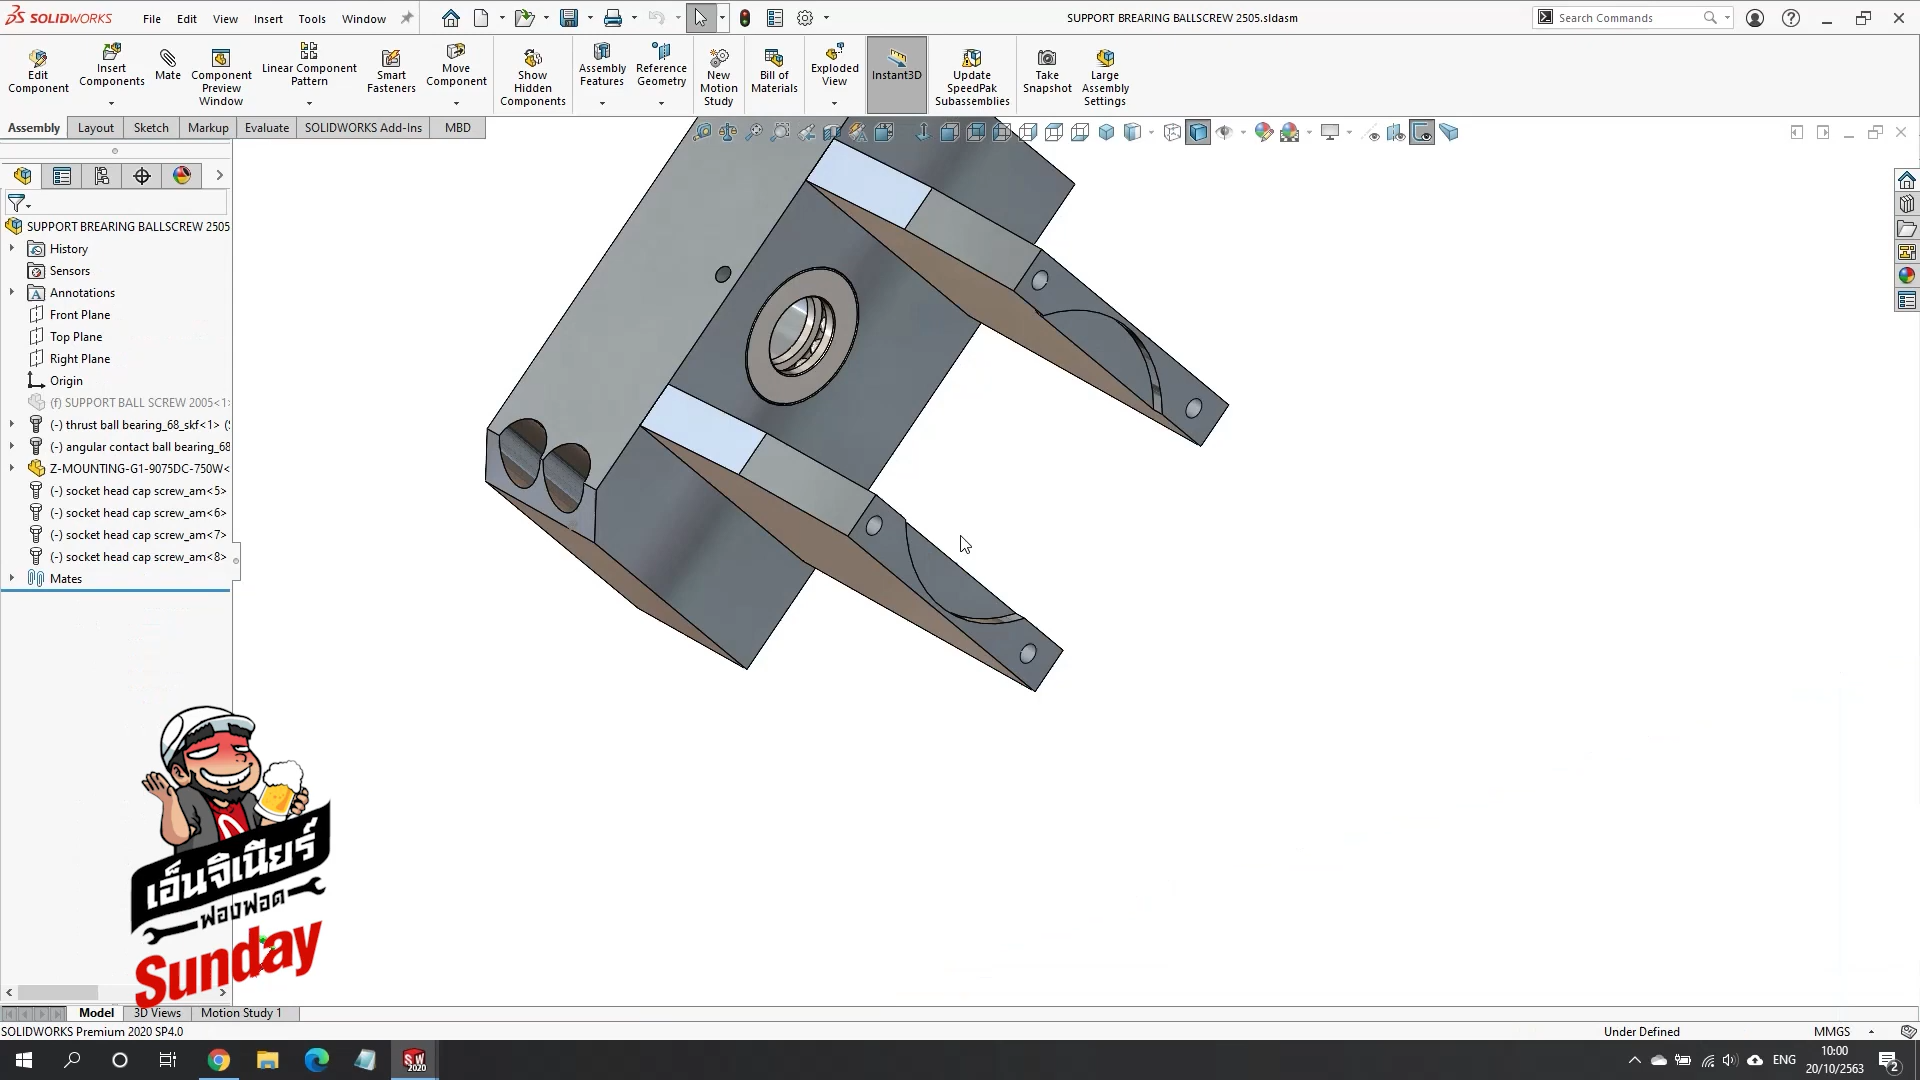 SOLIDWORKS File Edit View Insert Tools Window SUPPORT BREARING BALLSCREW 2505.sldasm Search Commands
Edit Component
Insert Components
Mate
Component Preview Window
Linear Component Pattern
Smart Fasteners
Move Component
Show Hidden Components
Assembly Features
Reference Geometry
New Motion Study
Bill of Materials
Exploded View
Instant3D
Update SpeedPak Subassemblies
Take Snapshot
Large Assembly Settings
Assembly Layout Sketch Markup Evaluate SOLIDWORKS Add-Ins MBD
SUPPORT BREARING BALLSCREW 2505
History
Sensors
Annotations
Front Plane
Top Plane
Right Plane
Origin
(f) SUPPORT BALL SCREW 2005<1>
(-) thrust ball bearing_68_skf<1> (
(-) angular contact ball bearing_68
Z-MOUNTING-G1-9075DC-750W<
(-) socket head cap screw_am<5>
(-) socket head cap screw_am<6>
(-) socket head cap screw_am<7>
(-) socket head cap screw_am<8>
Mates
เอ็นจิเนียร์
ฟองฟอด
Sunday
Model 3D Views Motion Study 1
SOLIDWORKS Premium 2020 SP4.0 Under Defined MMGS
SW 2020
ENG 10:00
20/10/2563
2